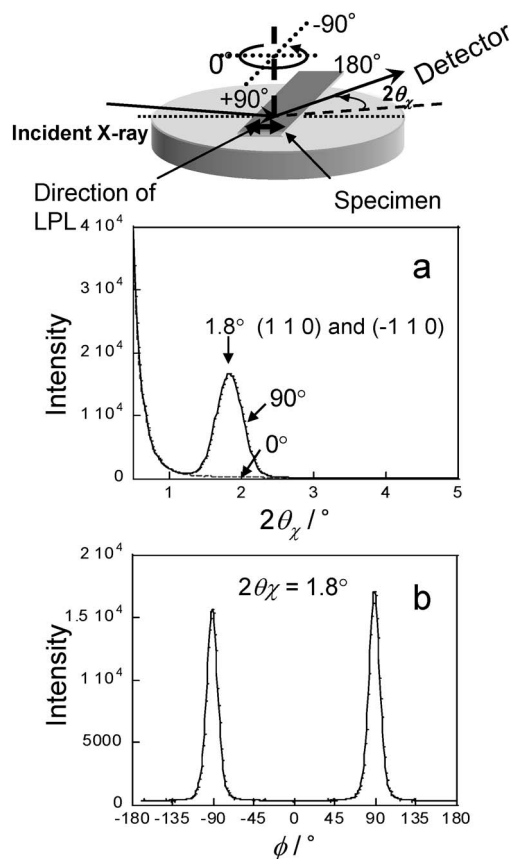 -90°
0°
180°
Detector
+90°
2θχ
Incident X-ray
Direction of
LPL
Specimen
a
4 10⁴
3 10⁴
2 10⁴
1 10⁴
0
Intensity
1.8° (1 1 0) and (-1 1 0)
90°
0°
1 2 3 4 5
2θχ / °
b
2 10⁴
1.5 10⁴
1 10⁴
5000
0
Intensity
2θχ = 1.8°
-180 -135 -90 -45 0 45 90 135 180
ϕ / °